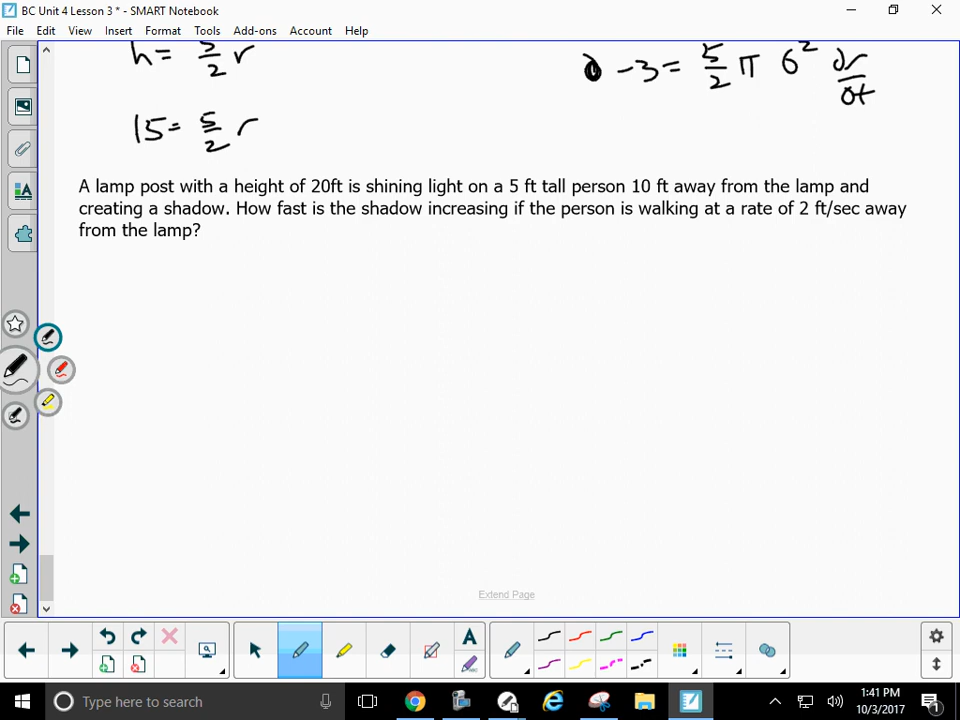 BC Unit 4 Lesson 3 * - SMART Notebook
File Edit View Insert Format Tools Add-ons Account Help
h = 5/2 r
-3 = 5/2 π 6² dr/dt
15 = 5/2 r
A lamp post with a height of 20ft is shining light on a 5 ft tall person 10 ft away from the lamp and
creating a shadow. How fast is the shadow increasing if the person is walking at a rate of 2 ft/sec away
from the lamp?
Extend Page
A
Type here to search
1:41 PM
10/3/2017
1